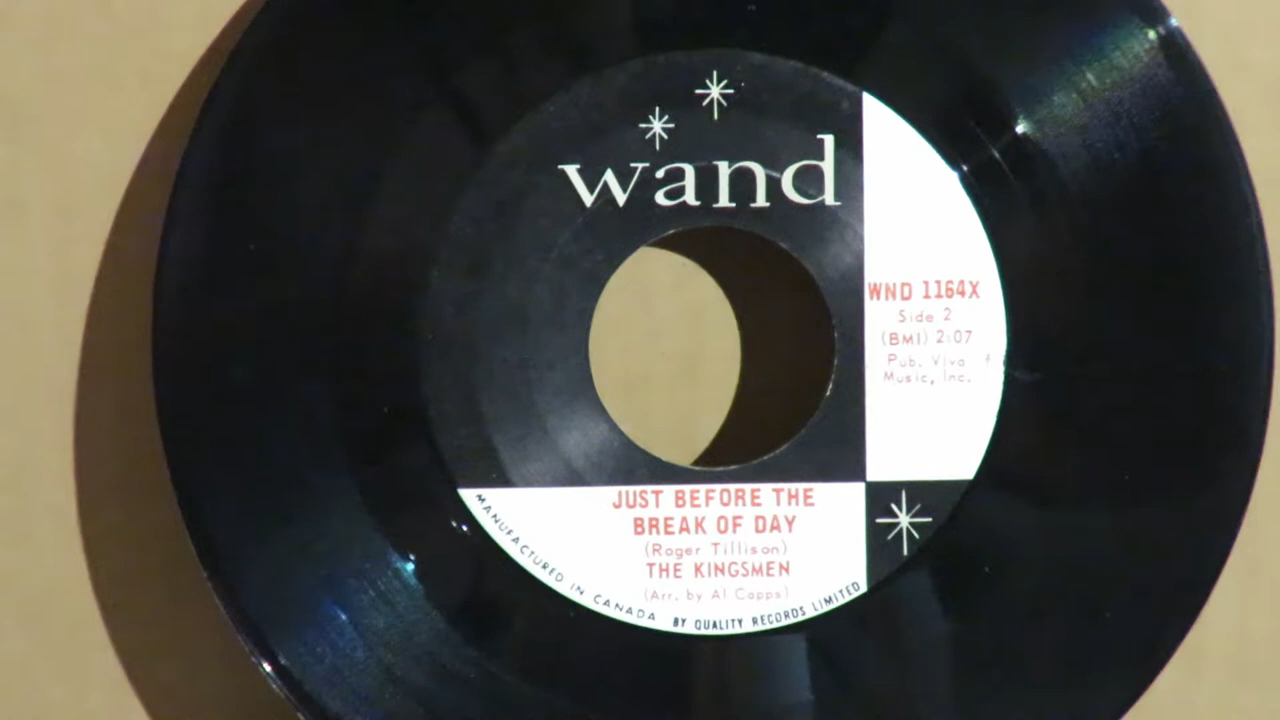 wand
WND 1164X
Side 2
(BMI) 2:07
Pub. Viva
Music, Inc.
JUST BEFORE THE
BREAK OF DAY
(Roger Tillison)
THE KINGSMEN
(Arr. by Al Capps)
MANUFACTURED IN CANADA BY QUALITY RECORDS LIMITED